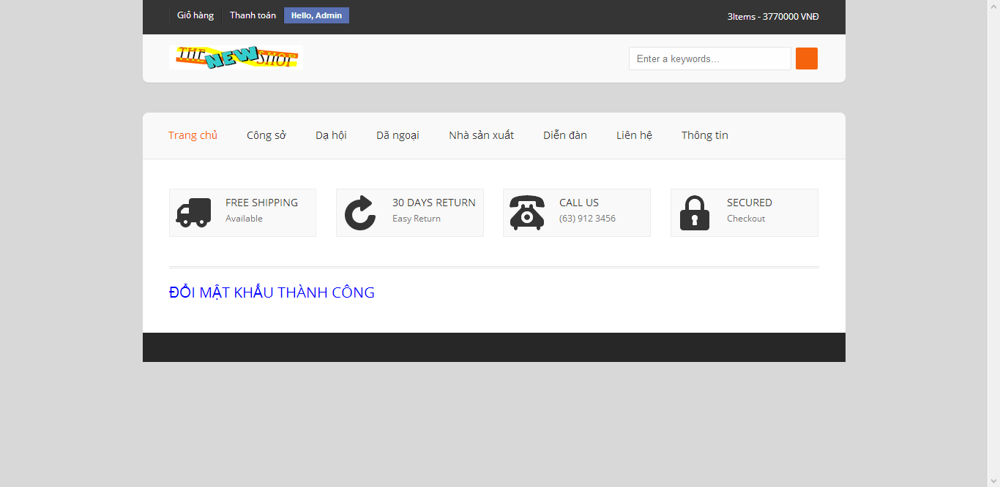 Giỏ hàng Thanh toán Hello, Admin 3Items - 3770000 VNĐ
THE NEW SHOP Enter a keywords...
Trang chủ Công sở Dạ hội Dã ngoại Nhà sản xuất Diễn đàn Liên hệ Thông tin
FREE SHIPPING 30 DAYS RETURN CALL US SECURED
Available Easy Return (63) 912 3456 Checkout
ĐỔI MẬT KHẨU THÀNH CÔNG